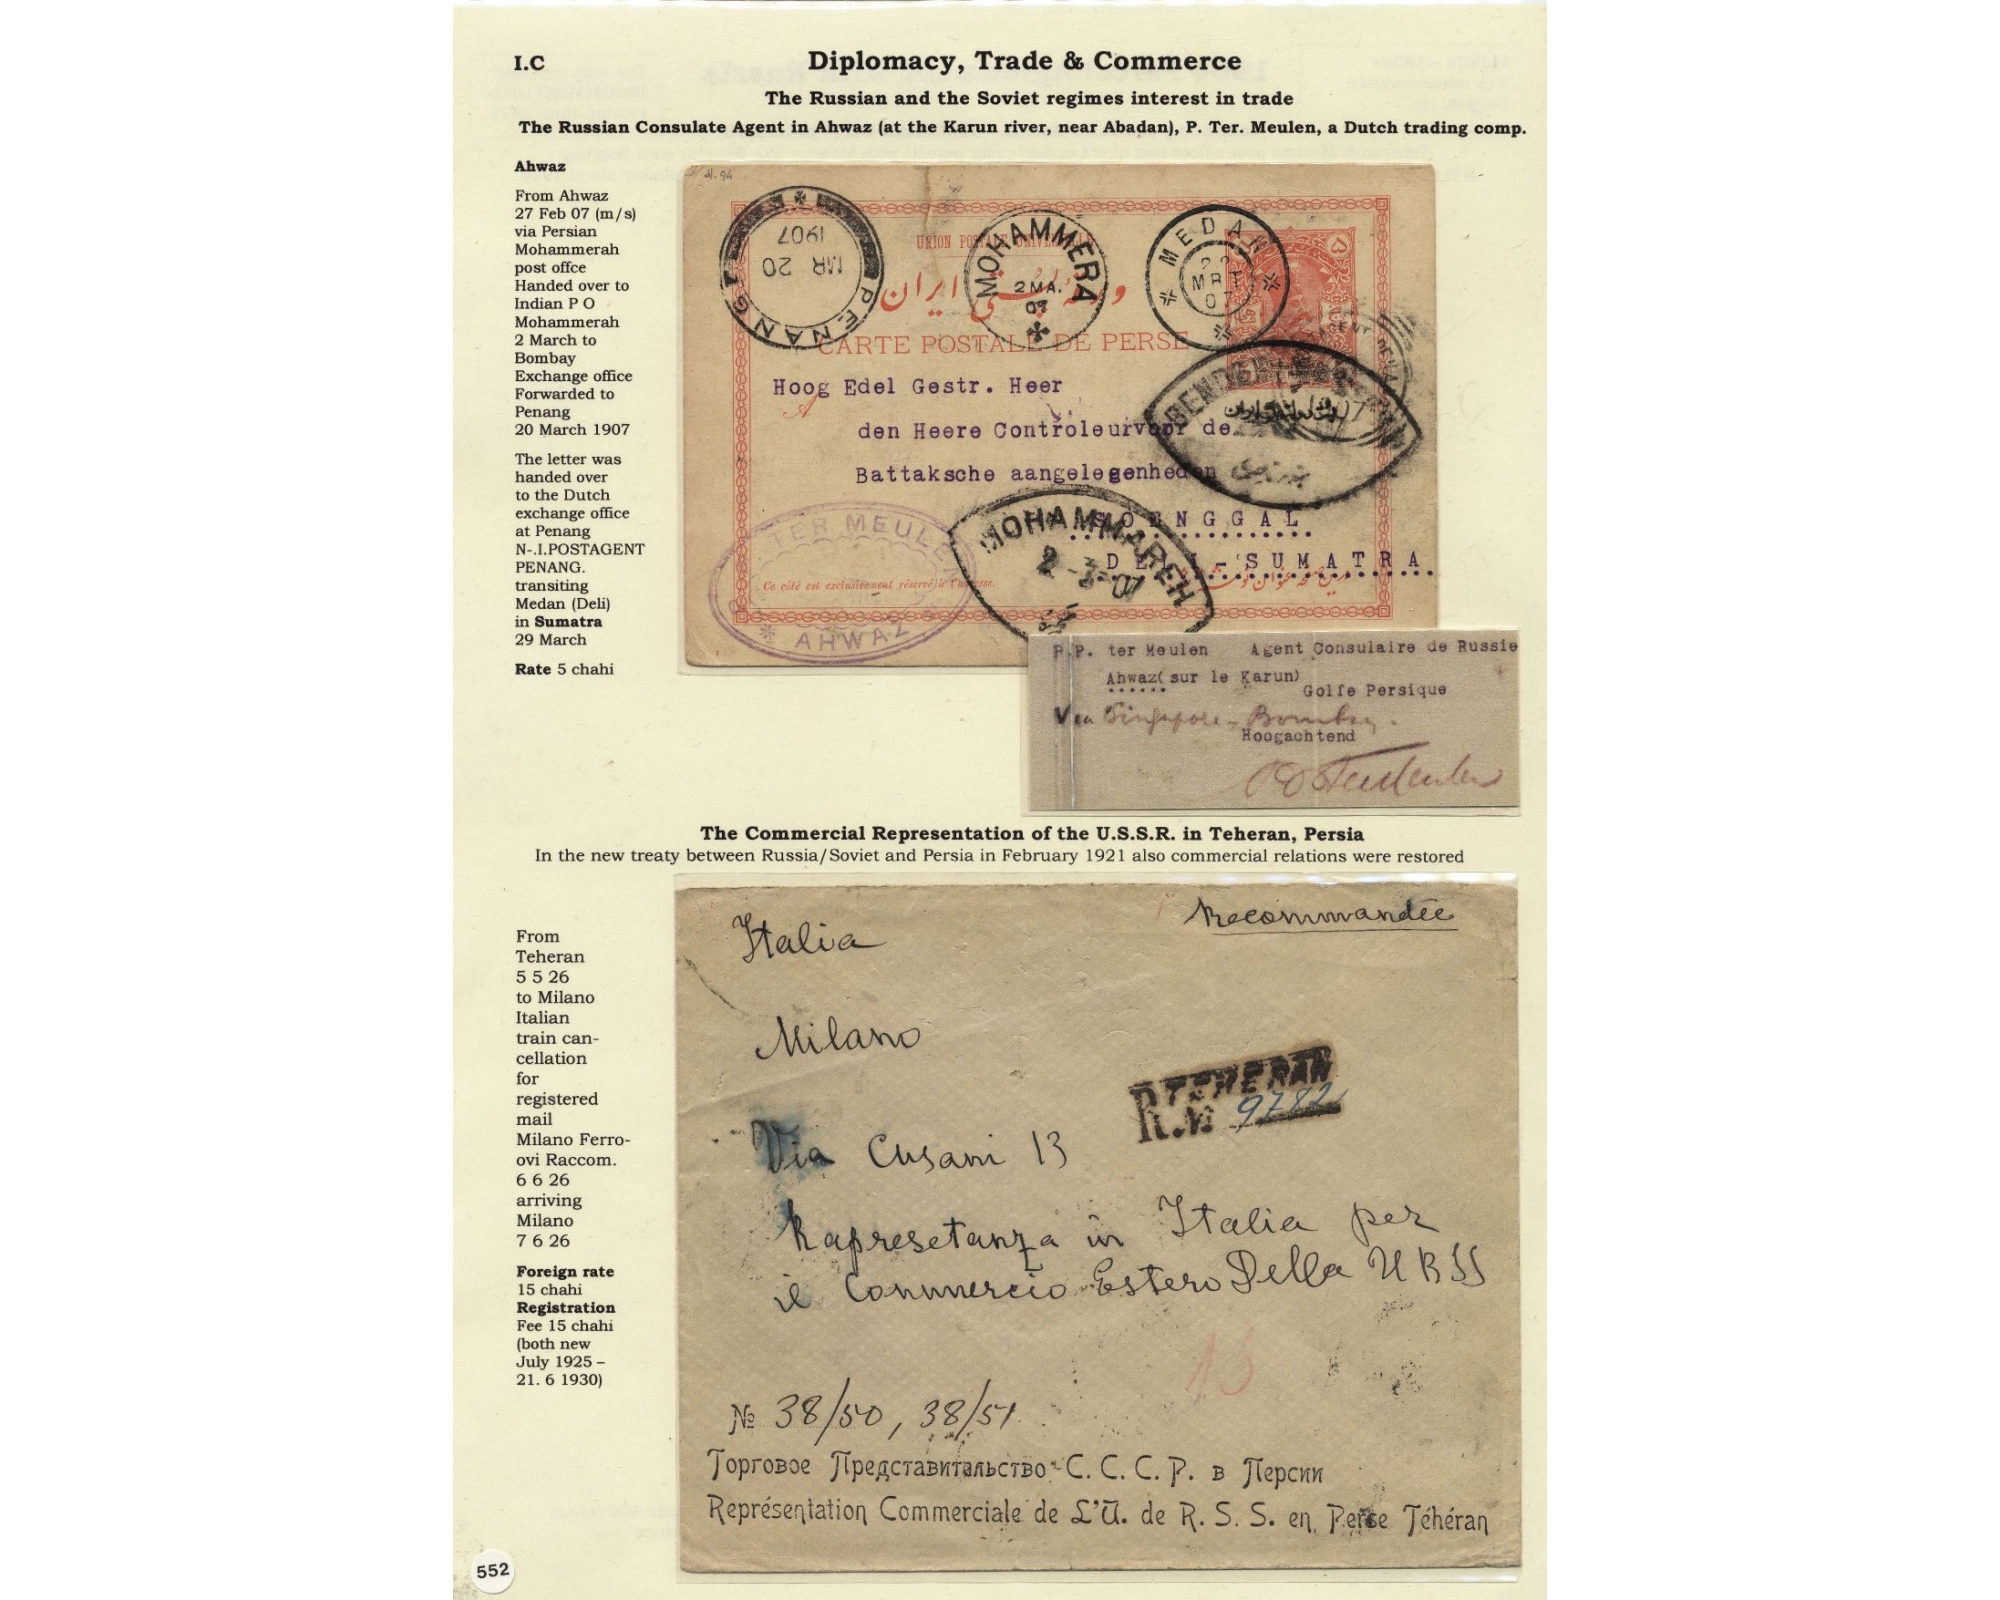 I.C
Diplomacy, Trade & Commerce
The Russian and the Soviet regimes interest in trade
The Russian Consulate Agent in Ahwaz (at the Karun river, near Abadan), P. Ter. Meulen, a Dutch trading comp.
Ahwaz
From Ahwaz
27 Feb 07 (m/s)
via Persian
Mohammerah
post offce
Handed over to
Indian P O
Mohammerah
2 March to
Bombay
Exchange office
Forwarded to
Penang
20 March 1907
The letter was
handed over
to the Dutch
exchange office
at Penang
N-.I.POSTAGENT
PENANG.
transiting
Medan (Deli)
in Sumatra
29 March
Rate 5 chahi
PENANG
MR 20
1907
MOHAMMERA
2 MA.
07
MEDAN
MRT
07
UNION POSTALE UNIVERSELLE
ایران
CARTE POSTALE DE PERSE
Hoog Edel Gestr. Heer
A
den Heere Controleurvoor de
Battaksche aangelegenheden
SOENGGAL
DELI - SUMATRA
TER MEULEN
AHWAZ
Ce côté est exclusivement réservé à l'adresse.
MOHAMMAREH
2-3-07
P.P. ter Meulen Agent Consulaire de Russie
Ahwaz(sur le Karun)
Golfe Persique
Via Singapore - Bombay.
Hoogachtend
The Commercial Representation of the U.S.S.R. in Teheran, Persia
In the new treaty between Russia/Soviet and Persia in February 1921 also commercial relations were restored
From
Teheran
5 5 26
to Milano
Italian
train can-
cellation
for
registered
mail
Milano Ferro-
ovi Raccom.
6 6 26
arriving
Milano
7 6 26
Foreign rate
15 chahi
Registration
Fee 15 chahi
(both new
July 1925 –
21. 6 1930)
Recommandée
Italia
Milano
R. TEHERAN
№ 9782
Via Cusani 13
Rapresetanza in Italia per
il Commercio Estero Della URSS
13
№ 38/50, 38/51
Торговое Представительство С. С. С. Р. в Персии
Représentation Commerciale de L'U. de R. S. S. en Perse Téhéran
552